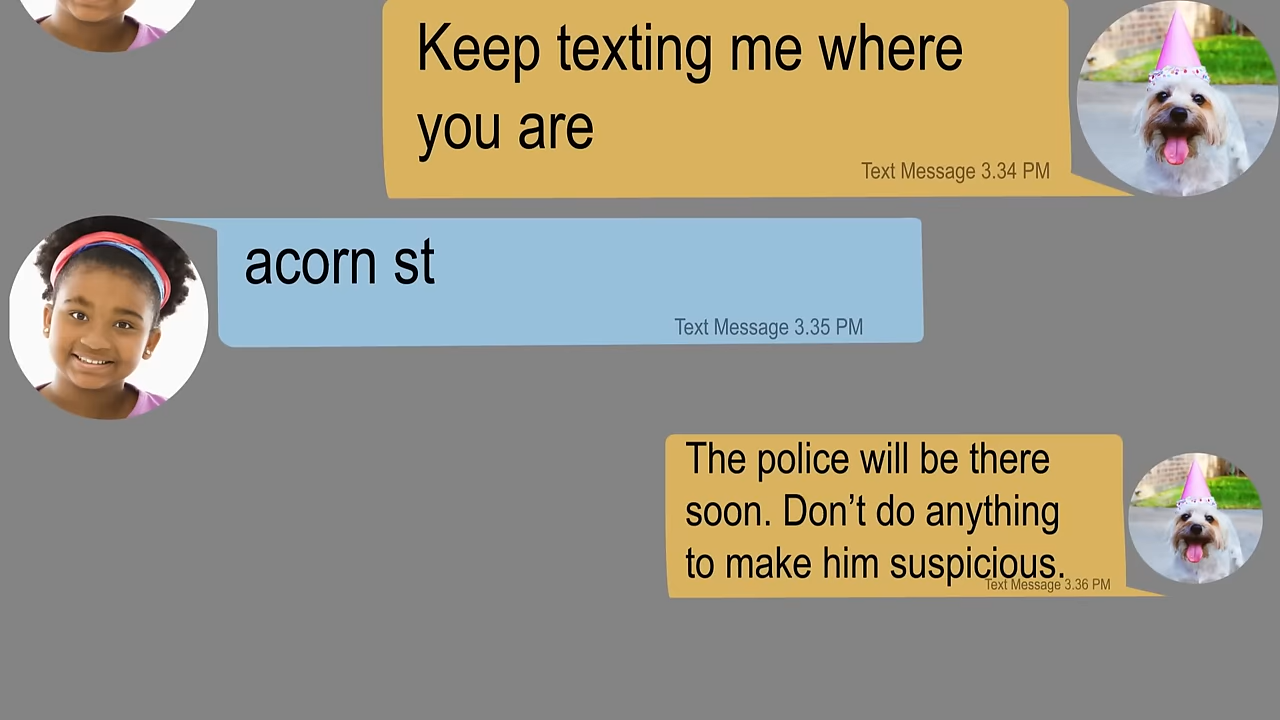 Keep texting me where
you are
Text Message 3.34 PM
acorn st
Text Message 3.35 PM
The police will be there
soon. Don’t do anything
to make him suspicious.
Text Message 3.36 PM